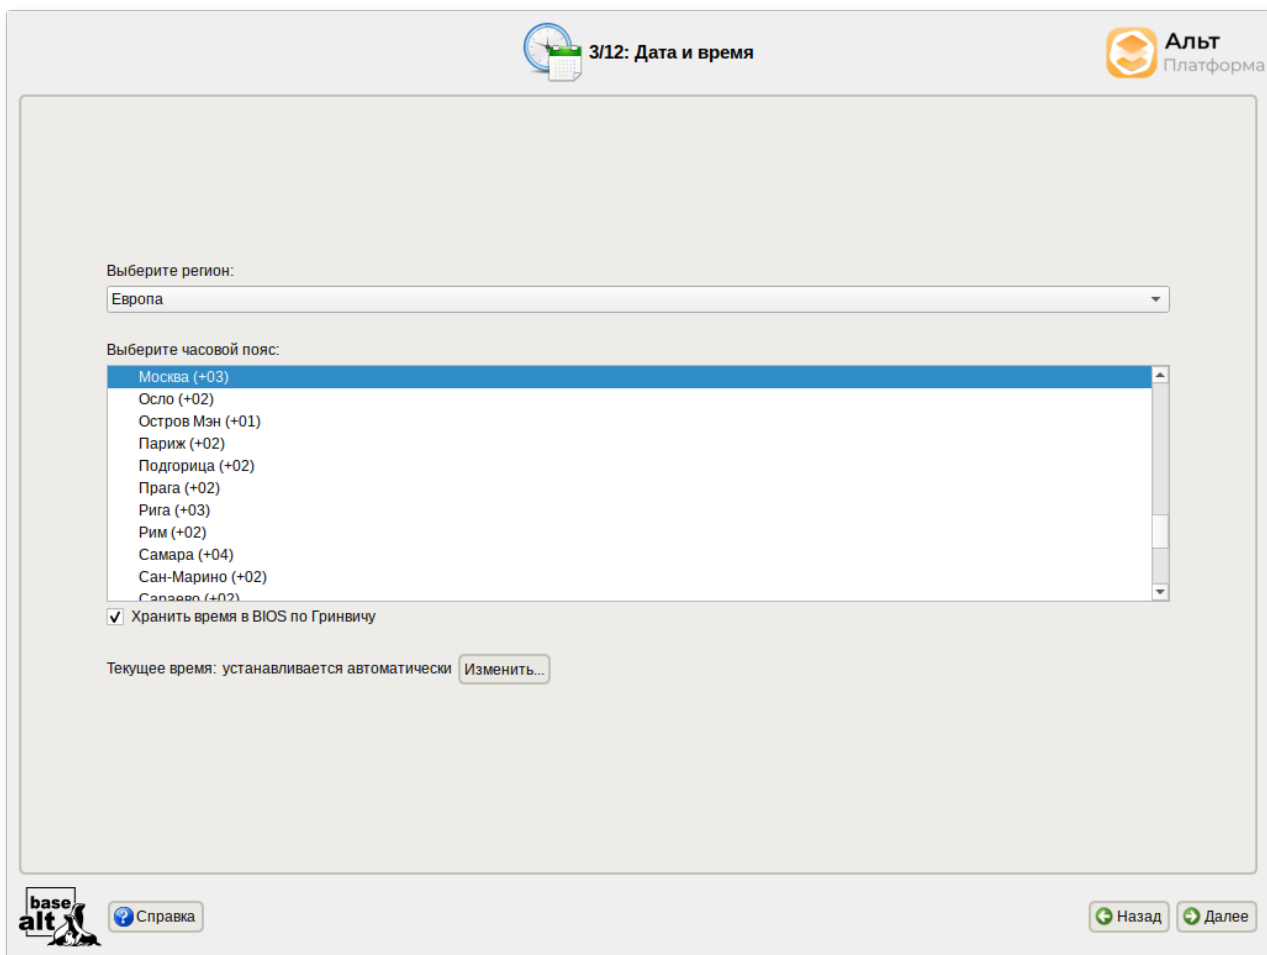 3/12: Дата и время
Альт
Платформа
Выберите регион:
Европа
Выберите часовой пояс:
Москва (+03)
Осло (+02)
Остров Мэн (+01)
Париж (+02)
Подгорица (+02)
Прага (+02)
Рига (+03)
Рим (+02)
Самара (+04)
Сан-Марино (+02)
Сараево (+02)
Хранить время в BIOS по Гринвичу
Текущее время: устанавливается автоматически Изменить...
base
alt
Справка
Назад
Далее